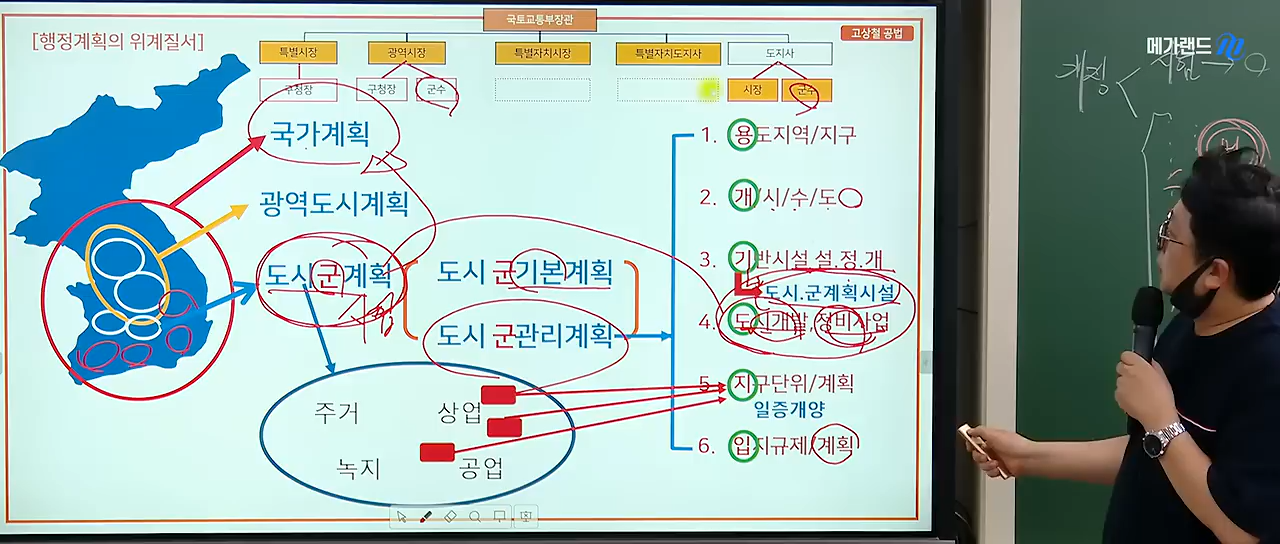 국토교통부장관
[행정계획의 위계질서]
고상철 공법
메가랜드
특별시장
광역시장
특별자치시장
특별자치도지사
도지사
구청장
구청장
군수
시장
군수
개정
시험
국가계획
광역도시계획
도시군계획
도시 군기본계획
도시 군관리계획
1. 용도지역/지구
2. 개/시/수/도
3. 기반시설 설.정.개
도시.군계획시설
4. 도시개발, 정비사업
5. 지구단위/계획
일증개양
6. 입지규제/계획
주거
상업
녹지
공업